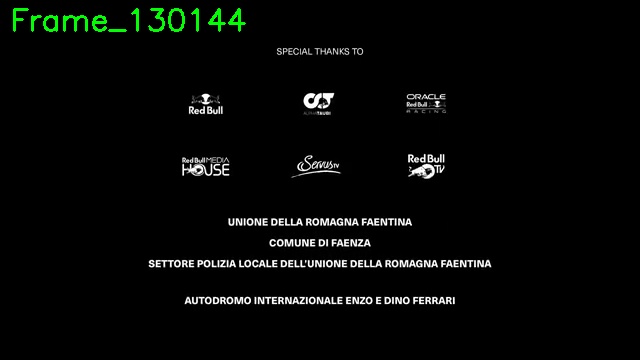 Frame_130144
SPECIAL THANKS TO
Red Bull
ALPHATAURI
ORACLE
Red Bull
RACING
Red Bull MEDIA
HOUSE
ServusTV
Red Bull
TV
UNIONE DELLA ROMAGNA FAENTINA
COMUNE DI FAENZA
SETTORE POLIZIA LOCALE DELL'UNIONE DELLA ROMAGNA FAENTINA
AUTODROMO INTERNAZIONALE ENZO E DINO FERRARI